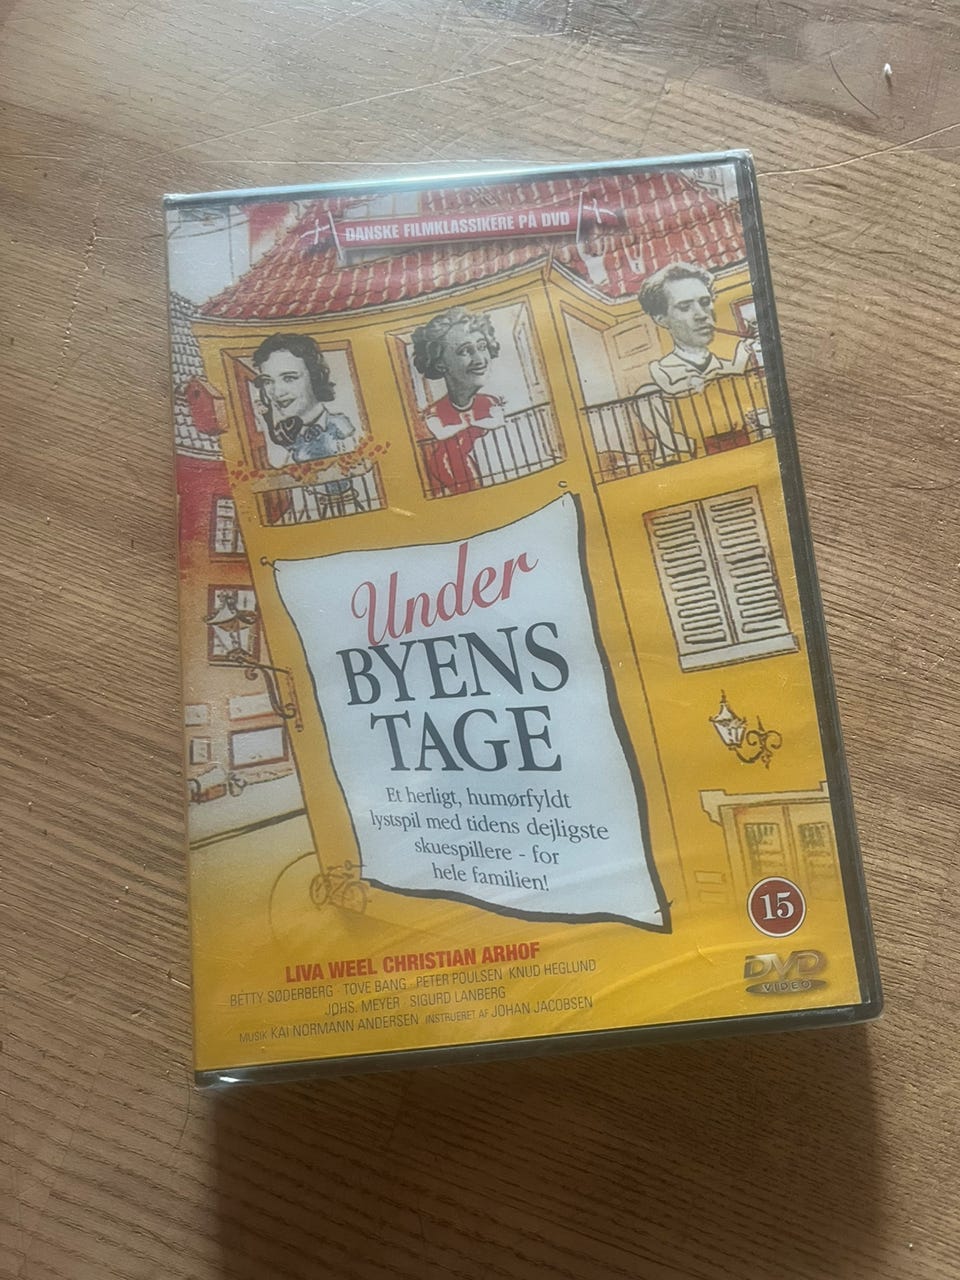 DANSKE FILMKLASSIKERE PÅ DVD
Under
BYENS
TAGE
Et herligt, humørfyldt
lystspil med tidens dejligste
skuespillere - for
hele familien!
15
LIVA WEEL CHRISTIAN ARHOF
BETTY SØDERBERG TOVE BANG PETER POULSEN KNUD HEGLUND
JOHS. MEYER SIGURD LANBERG
MUSIK KAI NORMANN ANDERSEN INSTRUERET AF JOHAN JACOBSEN
DVD
VIDEO